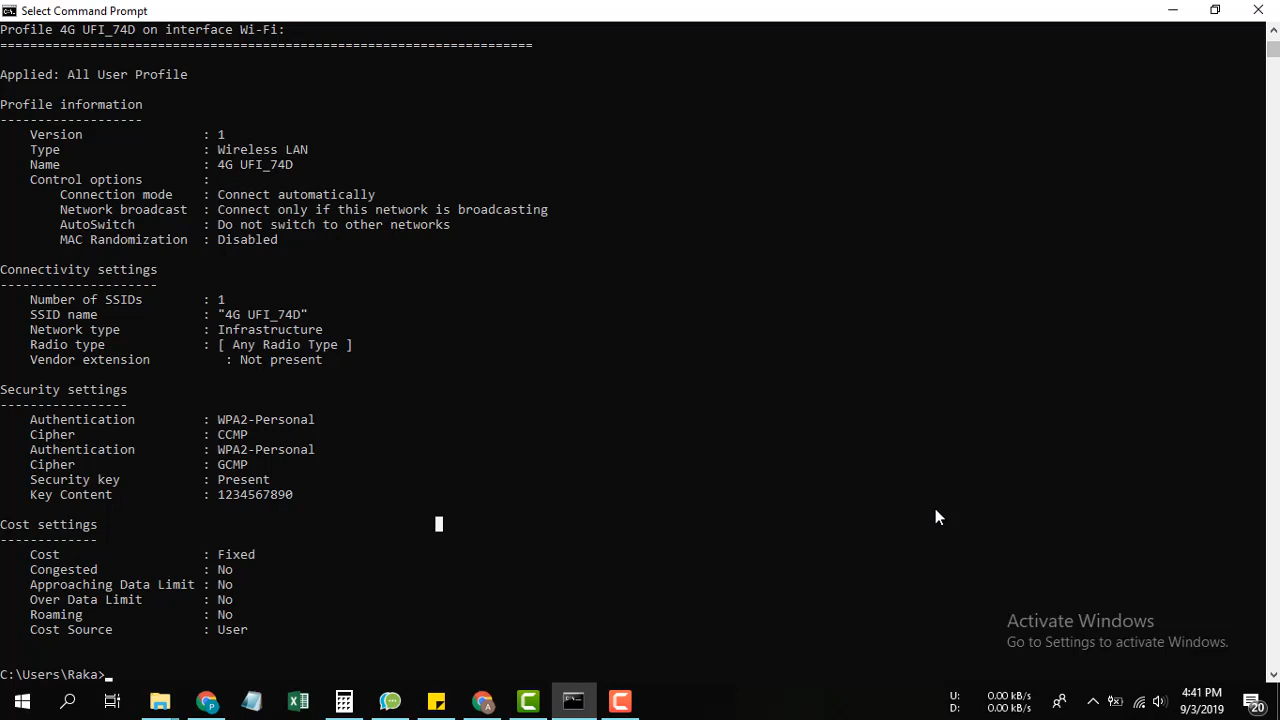 Select Command Prompt
Profile 4G UFI_74D on interface Wi-Fi:
=======================================================================
Applied: All User Profile
Profile information
-------------------
Version : 1
Type : Wireless LAN
Name : 4G UFI_74D
Control options :
Connection mode : Connect automatically
Network broadcast : Connect only if this network is broadcasting
AutoSwitch : Do not switch to other networks
MAC Randomization : Disabled
Connectivity settings
---------------------
Number of SSIDs : 1
SSID name : "4G UFI_74D"
Network type : Infrastructure
Radio type : [ Any Radio Type ]
Vendor extension : Not present
Security settings
-----------------
Authentication : WPA2-Personal
Cipher : CCMP
Authentication : WPA2-Personal
Cipher : GCMP
Security key : Present
Key Content : 1234567890
Cost settings
-------------
Cost : Fixed
Congested : No
Approaching Data Limit : No
Over Data Limit : No
Roaming : No
Cost Source : User
Activate Windows
Go to Settings to activate Windows.
C:\Users\Raka>_
U: 0.00 kB/s
D: 0.00 kB/s
4:41 PM
9/3/2019
20